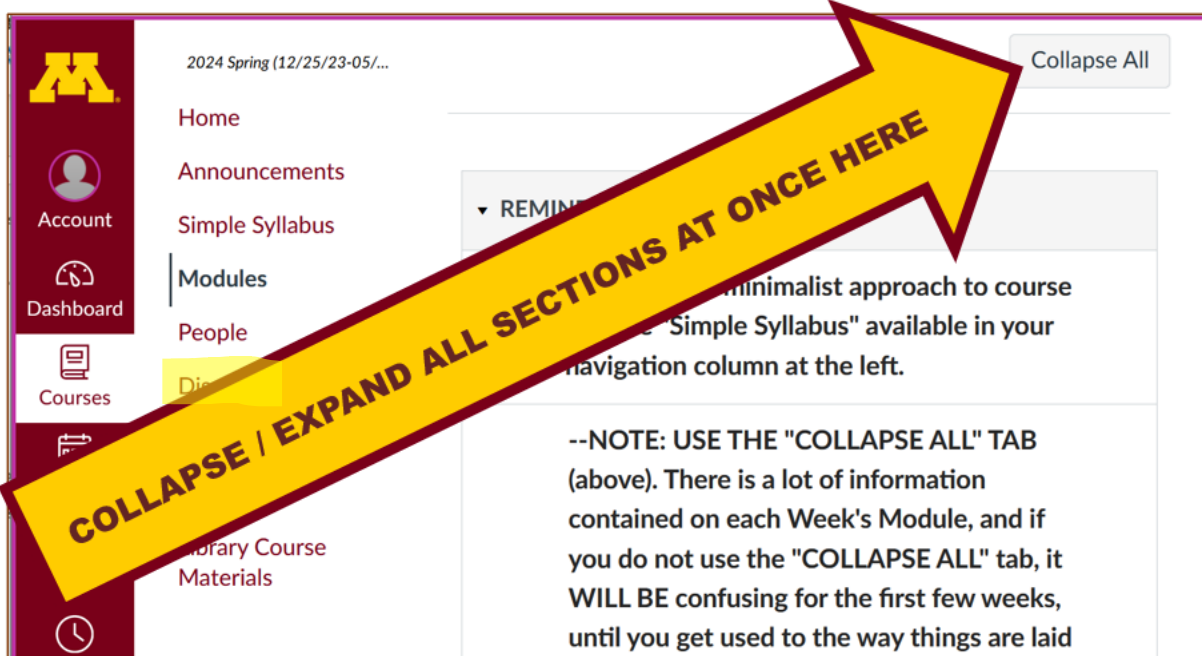 M
2024 Spring (12/25/23-05/...
Collapse All
Home
Announcements
Account
Simple Syllabus
Modules
Dashboard
People
Courses
Library Course
Materials
COLLAPSE / EXPAND ALL SECTIONS AT ONCE HERE
minimalist approach to course
"Simple Syllabus" available in your
navigation column at the left.
--NOTE: USE THE "COLLAPSE ALL" TAB
(above). There is a lot of information
contained on each Week's Module, and if
you do not use the "COLLAPSE ALL" tab, it
WILL BE confusing for the first few weeks,
until you get used to the way things are laid